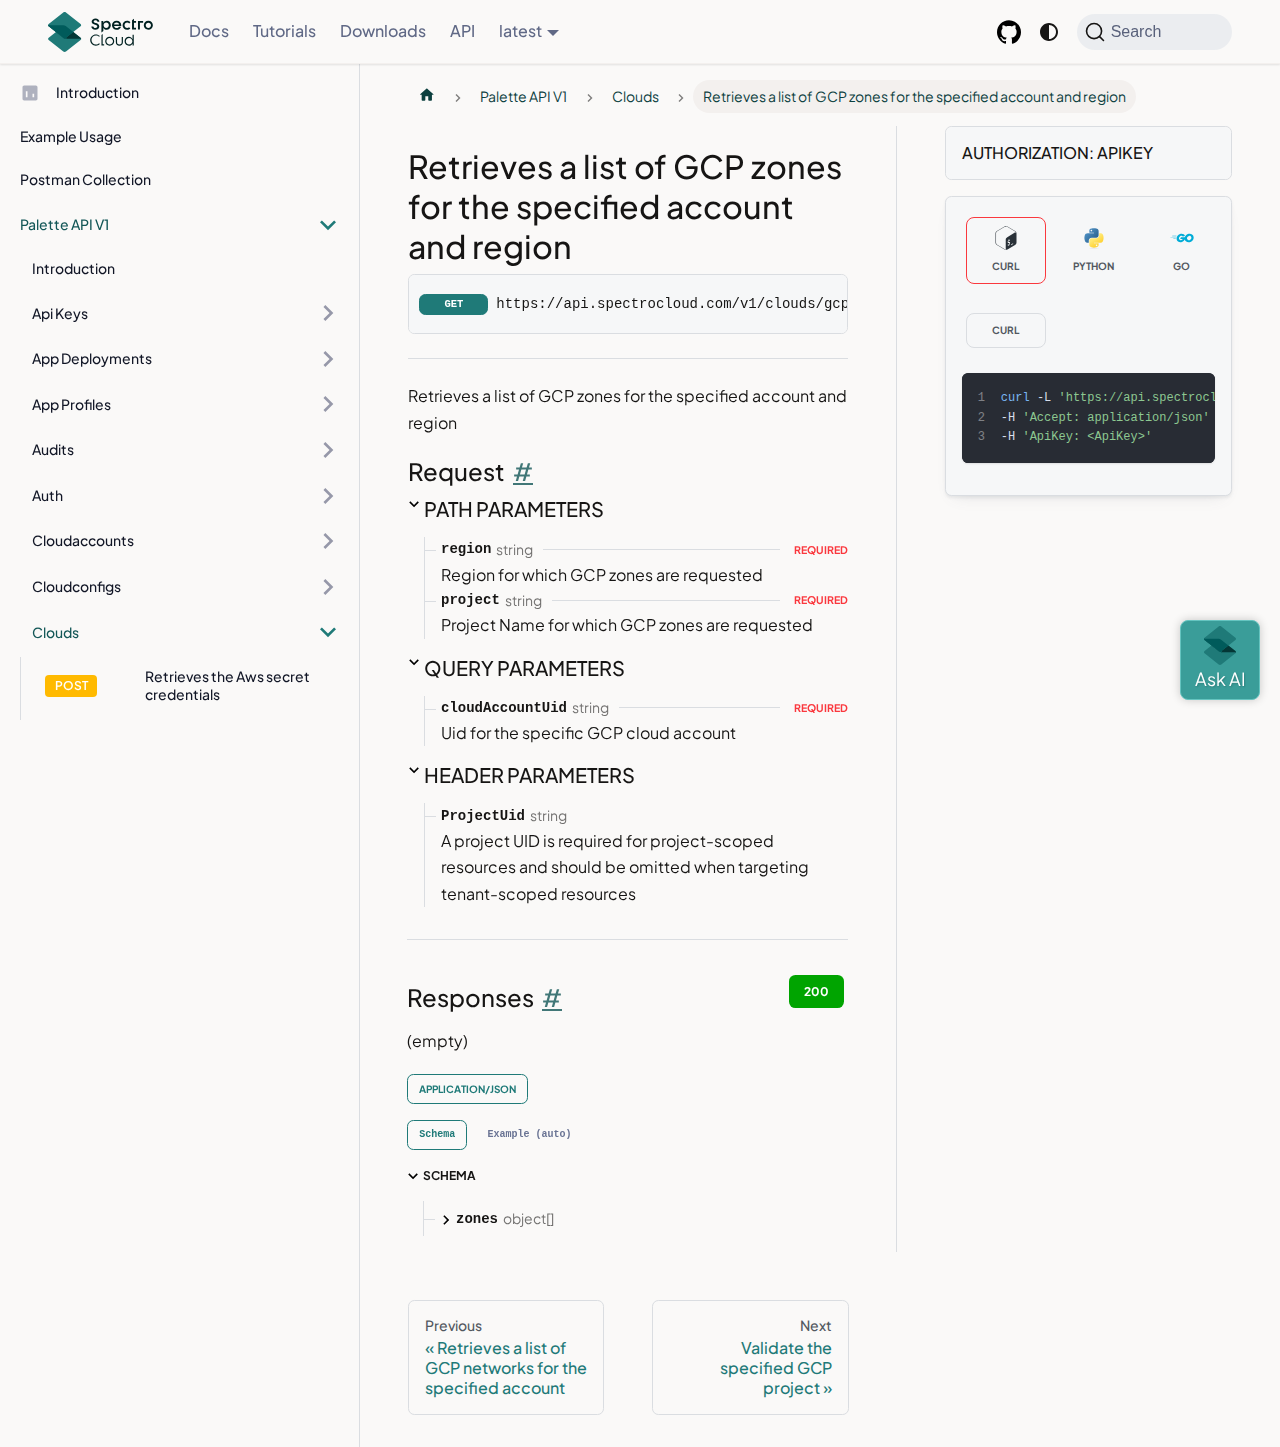 Spectro Cloud
Docs
Tutorials
Downloads
API
latest
Search
Introduction
Example Usage
Postman Collection
Palette API V1
Introduction
Api Keys
App Deployments
App Profiles
Audits
Auth
Cloudaccounts
Cloudconfigs
Clouds
POST
Retrieves the Aws secret
credentials
Palette API V1
Clouds
Retrieves a list of GCP zones for the specified account and region
Retrieves a list of GCP zones
for the specified account
and region
GET https://api.spectrocloud.com/v1/clouds/gcp
Retrieves a list of GCP zones for the specified account and
region
Request #
PATH PARAMETERS
region string REQUIRED
Region for which GCP zones are requested
project string REQUIRED
Project Name for which GCP zones are requested
QUERY PARAMETERS
cloudAccountUid string REQUIRED
Uid for the specific GCP cloud account
HEADER PARAMETERS
ProjectUid string
A project UID is required for project-scoped
resources and should be omitted when targeting
tenant-scoped resources
Responses #
200
(empty)
APPLICATION/JSON
Schema
Example (auto)
SCHEMA
zones object[]
Previous
« Retrieves a list of
GCP networks for the
specified account
Next
Validate the
specified GCP
project »
AUTHORIZATION: APIKEY
CURL
PYTHON
GO
GO
CURL
1 curl -L 'https://api.spectrocl
2 -H 'Accept: application/json'
3 -H 'ApiKey: <ApiKey>'
Ask AI